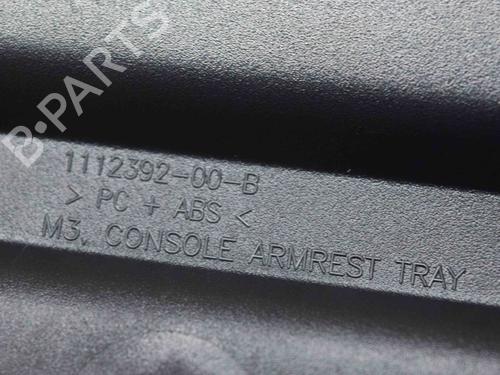 B-PARTS
1112392-00-B
> PC + ABS <
M3, CONSOLE ARMREST TRAY